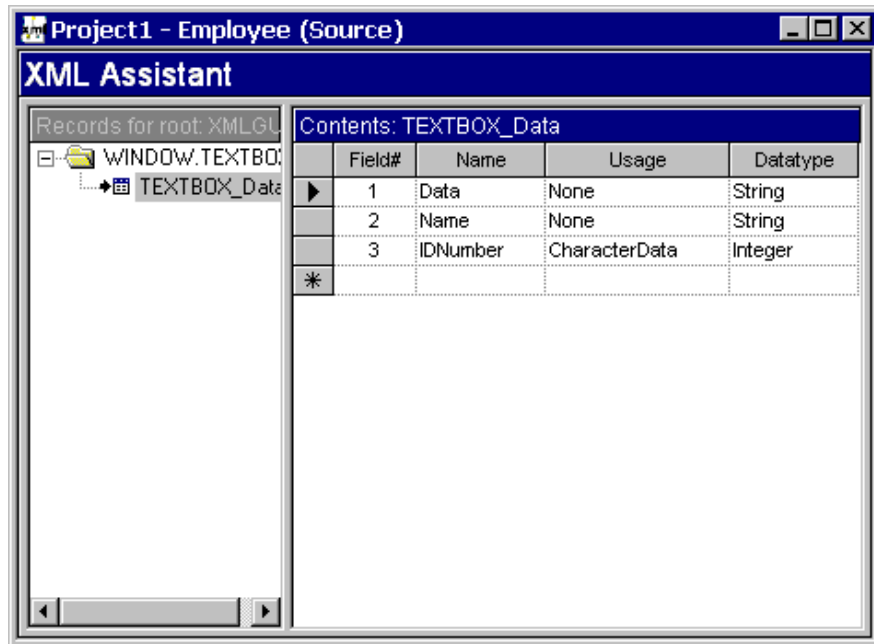 Project1 - Employee (Source)
XML Assistant
Records for root: XMLGU
WINDOW.TEXTBO
TEXTBOX_Data
Contents: TEXTBOX_Data
Field# Name Usage Datatype
1 Data None String
2 Name None String
3 IDNumber CharacterData Integer